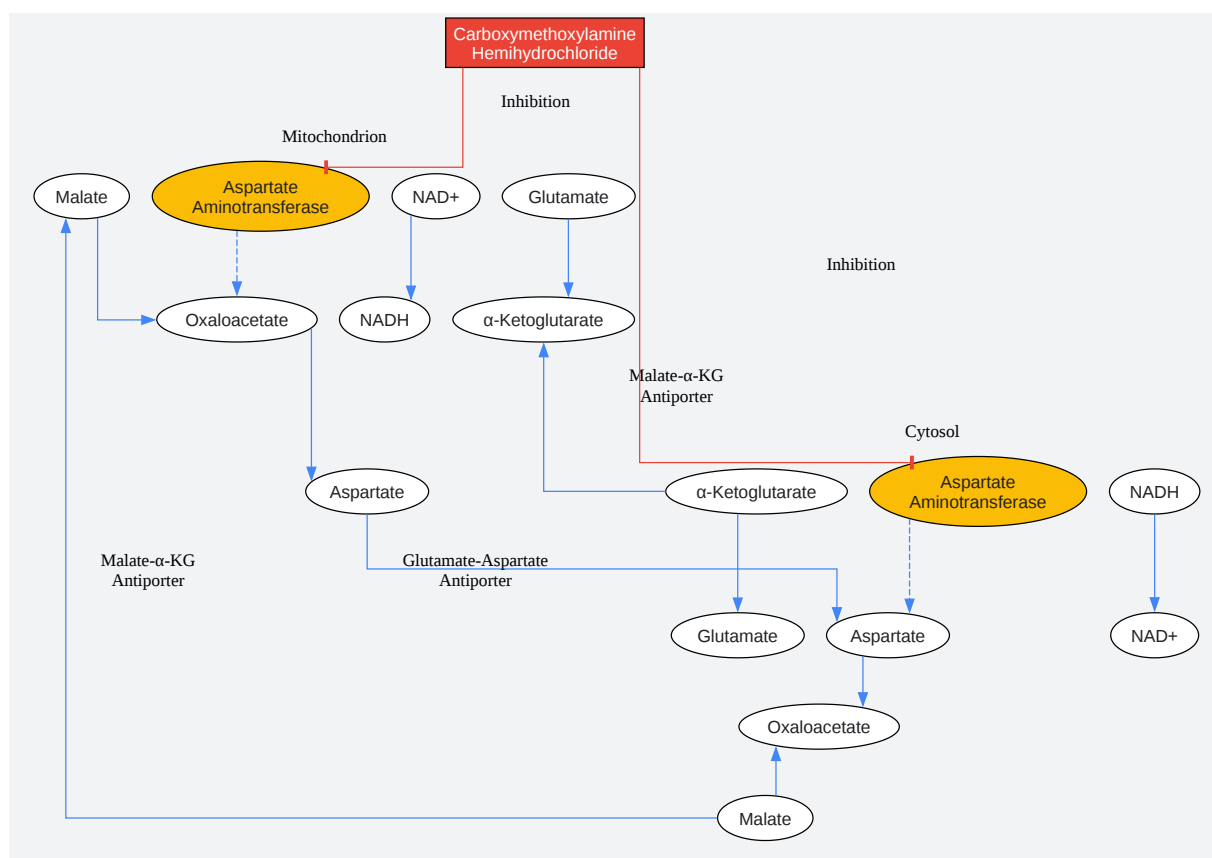 Carboxymethoxylamine
Hemihydrochloride
Inhibition
Mitochondrion
Malate
Aspartate
Aminotransferase
NAD+
Glutamate
Inhibition
Oxaloacetate
NADH
α-Ketoglutarate
Malate-α-KG
Antiporter
Cytosol
Aspartate
α-Ketoglutarate
Aspartate
Aminotransferase
NADH
Malate-α-KG
Antiporter
Glutamate-Aspartate
Antiporter
Glutamate
Aspartate
NAD+
Oxaloacetate
Malate